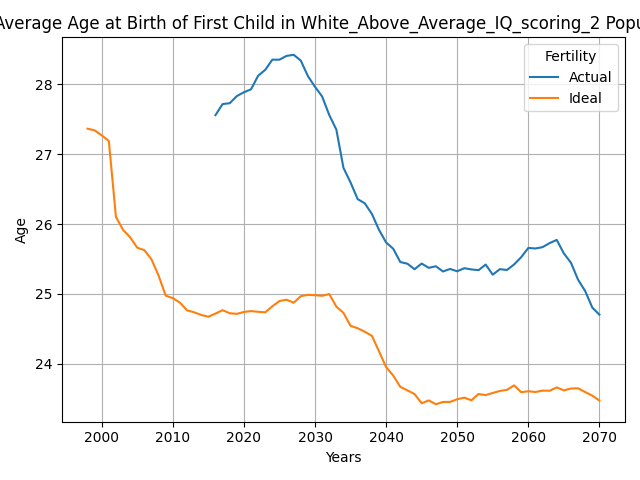 Average Age at Birth of First Child in White_Above_Average_IQ_scoring_2 Popu
Fertility
Actual
Ideal
28
27
26
25
24
Age
2000 2010 2020 2030 2040 2050 2060 2070
Years